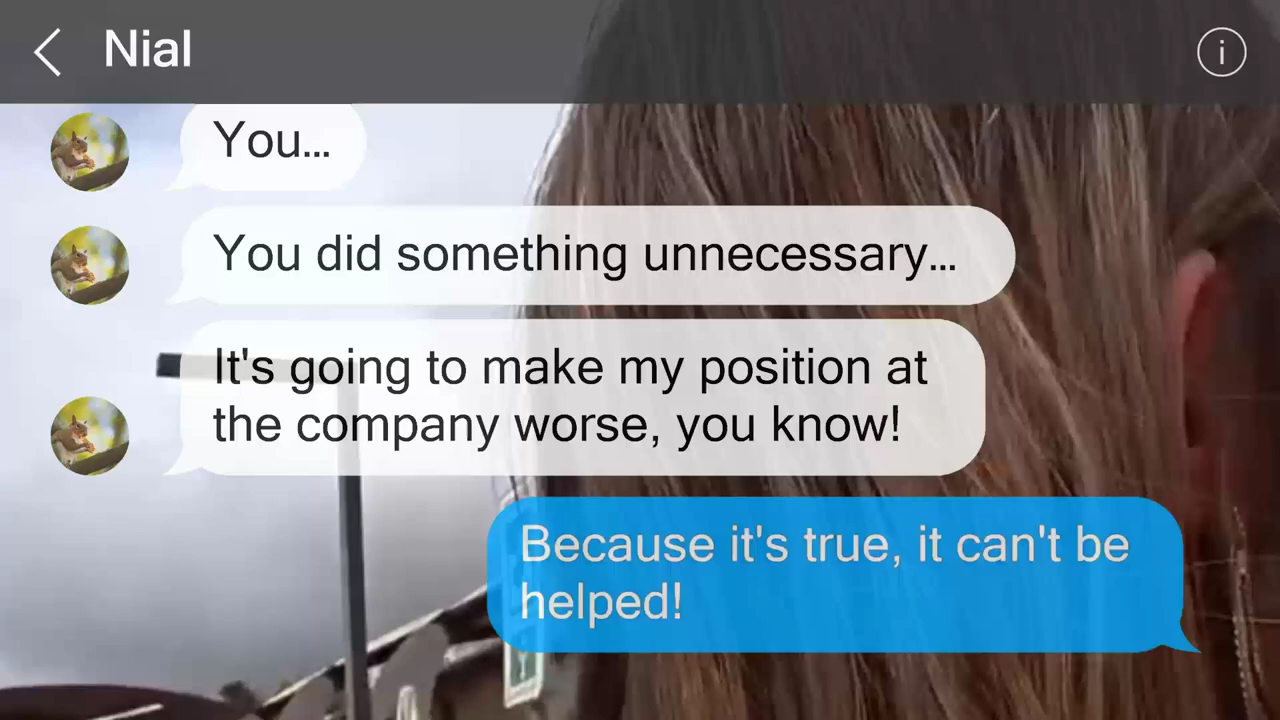 Nial
i
You...
You did something unnecessary...
It's going to make my position at
the company worse, you know!
Because it's true, it can't be
helped!